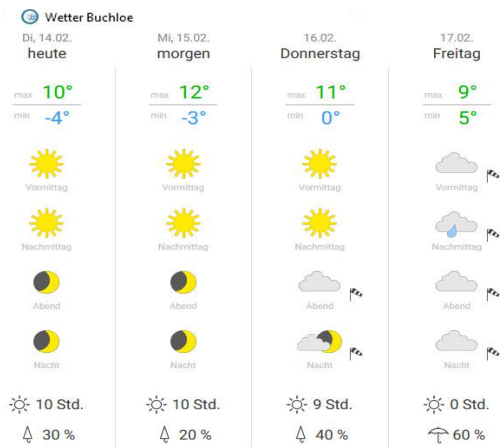 Wetter Buchloe
Di, 14.02. Mi, 15.02. 16.02. 17.02.
heute morgen Donnerstag Freitag
max 10° max 12° max 11° max 9°
min -4° min -3° min 0° min 5°
Vormittag Vormittag Vormittag Vormittag
Nachmittag Nachmittag Nachmittag Nachmittag
Abend Abend Abend Abend
Nacht Nacht Nacht Nacht
10 Std. 10 Std. 9 Std. 0 Std.
30 % 20 % 40 % 60 %